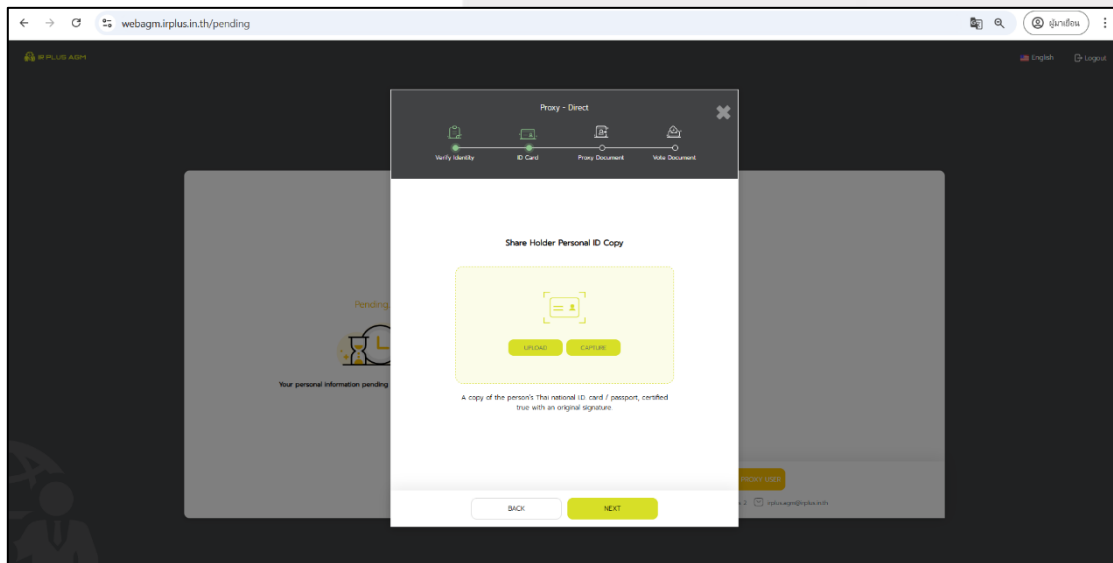 webagm.irplus.in.th/pending
ผู้มาเยือน
IR PLUS AGM
English
Logout
Proxy - Direct
Verify Identity
ID Card
Proxy Document
Vote Document
Share Holder Personal ID Copy
UPLOAD
CAPTURE
A copy of the person's Thai national I.D. card / passport, certified
true with an original signature.
Pending
Your personal information pending
PROXY USER
irplus.agm@irplus.in.th
BACK
NEXT